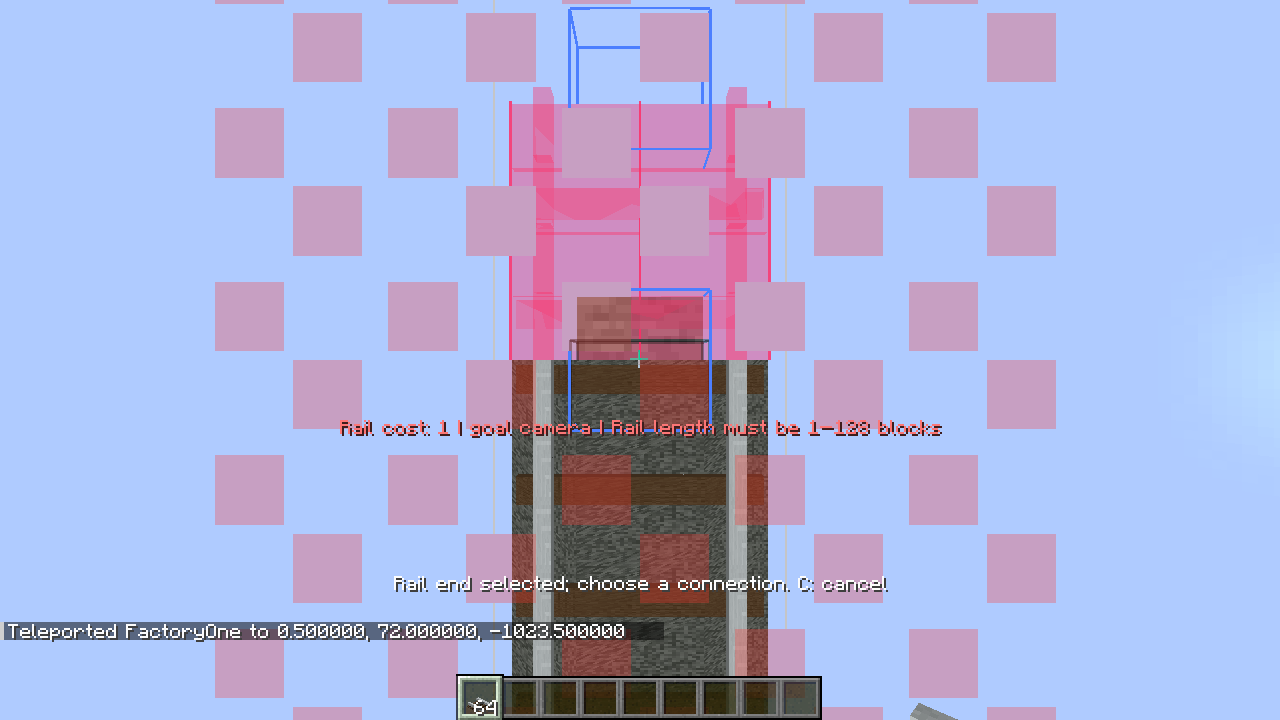 Rail cost: 1 | goal camera | Rail length must be 1-128 blocks
Rail end selected; choose a connection. C: cancel
Teleported FactoryOne to 0.500000, 72.000000, -1023.500000
64